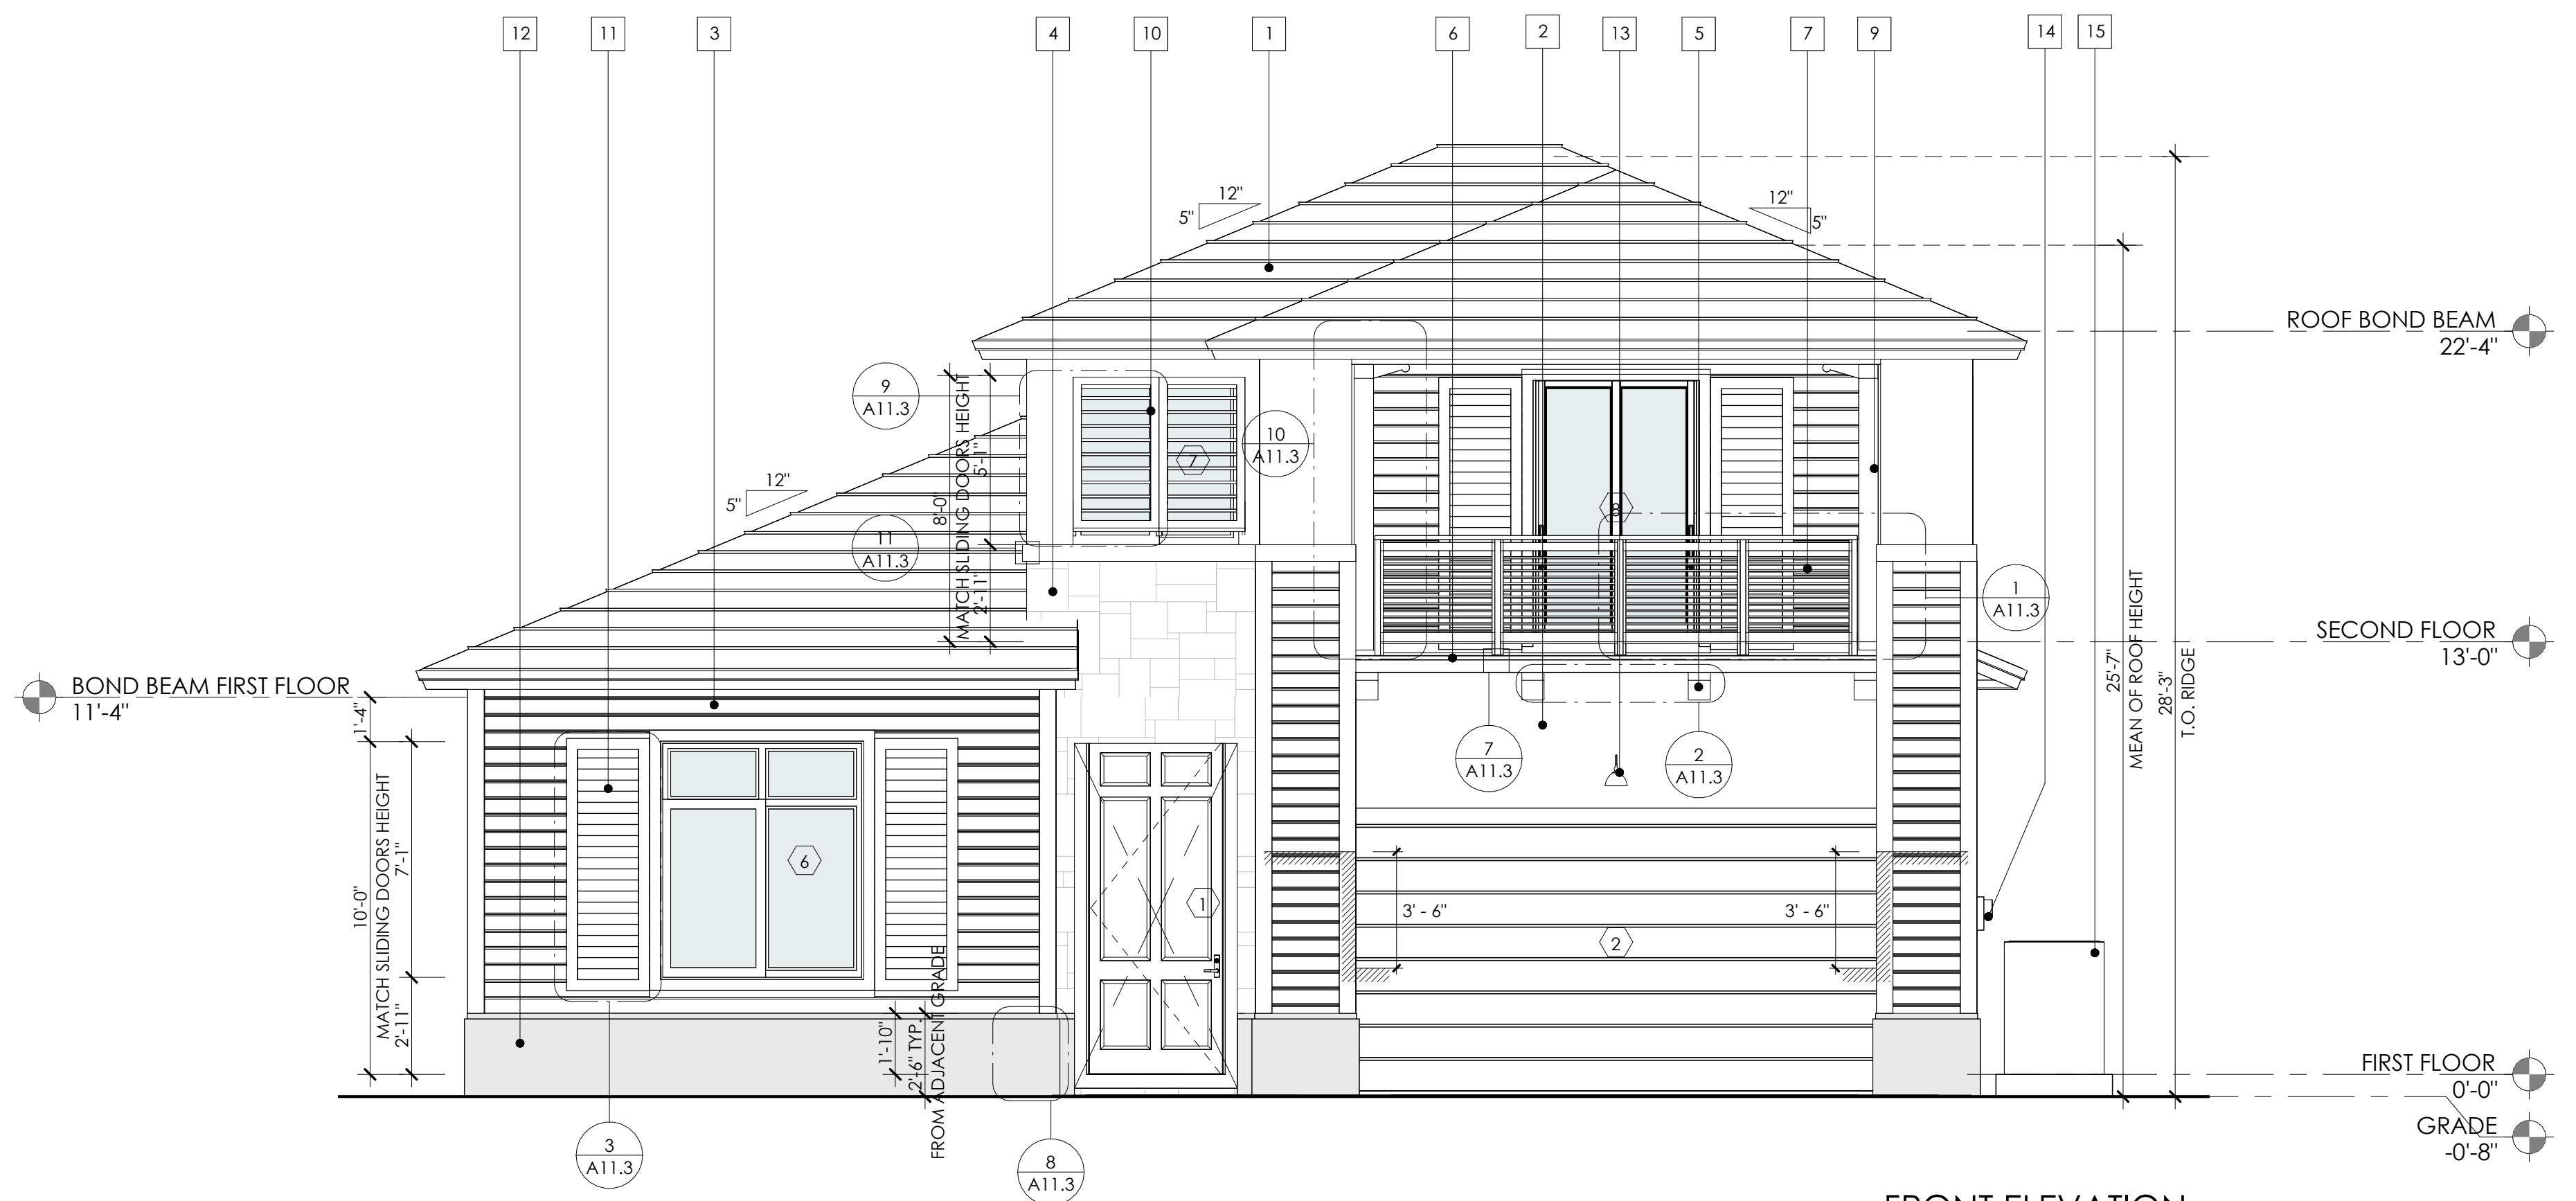 12
11
3
4
10
1
6
2
13
5
7
9
14
15
12"
5"
12"
5"
ROOF BOND BEAM
22'-4"
9
A11.3
MATCH SLIDING DOORS HEIGHT
8'-0"
5'-1"
2'-11"
7
10
A11.3
8
12"
5"
11
A11.3
1
A11.3
SECOND FLOOR
13'-0"
25'-7"
MEAN OF ROOF HEIGHT
28'-3"
T.O. RIDGE
BOND BEAM FIRST FLOOR
11'-4"
1'-4"
7
A11.3
2
A11.3
10'-0"
MATCH SLIDING DOORS HEIGHT
7'-1"
2'-11"
6
1
3' - 6"
3' - 6"
2
1'-10"
2'-6" TYP.
FROM ADJACENT GRADE
FIRST FLOOR
0'-0"
GRADE
-0'-8"
3
A11.3
8
A11.3
FRONT ELEVATION